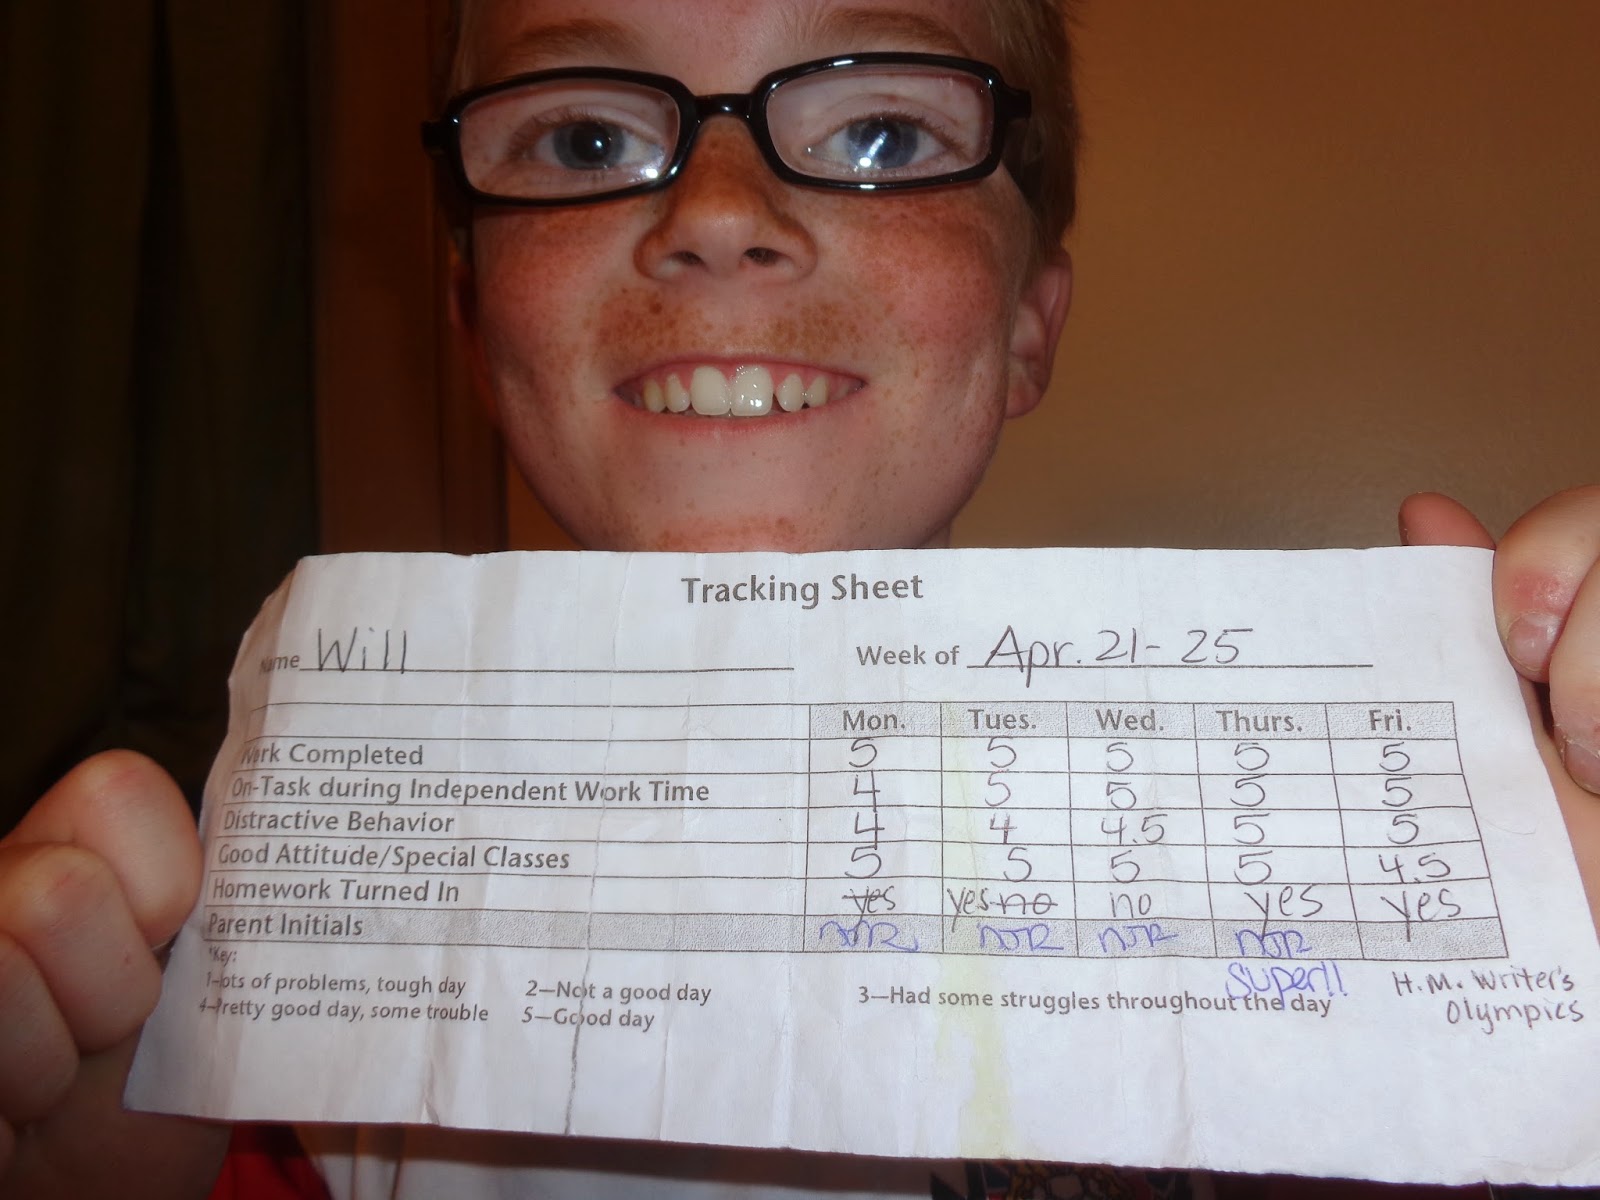 Tracking Sheet
Name Will Week of Apr. 21-25
Mon. Tues. Wed. Thurs. Fri.
Work Completed 5 5 5 5 5
On-Task during Independent Work Time 4 5 5 5 5
Distractive Behavior 4 4 4.5 5 5
Good Attitude/Special Classes 5 5 5 5 4.5
Homework Turned In yes yes no no yes yes
Parent Initials NJR NJR NJR NJR
*Key: Super!! H.M. Writer's
1—lots of problems, tough day 2—Not a good day 3—Had some struggles throughout the day Olympics
4—Pretty good day, some trouble 5—Good day